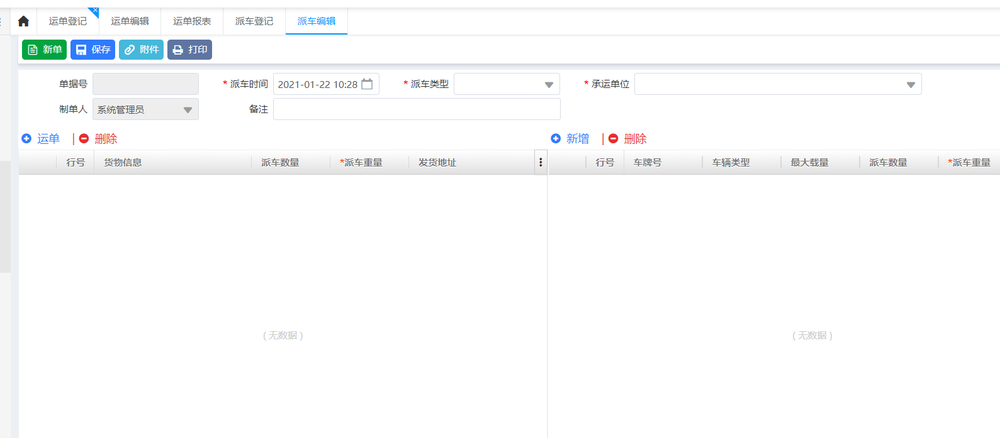 运单登记 运单编辑 运单报表 派车登记 派车编辑
新单 保存 附件 打印
单据号 * 派车时间 2021-01-22 10:28 * 派车类型 * 承运单位
制单人 系统管理员 备注
运单 | 删除 新增 | 删除
行号 货物信息 派车数量 *派车重量 发货地址 行号 车牌号 车辆类型 最大载量 派车数量 *派车重量
( 无数据 ) ( 无数据 )